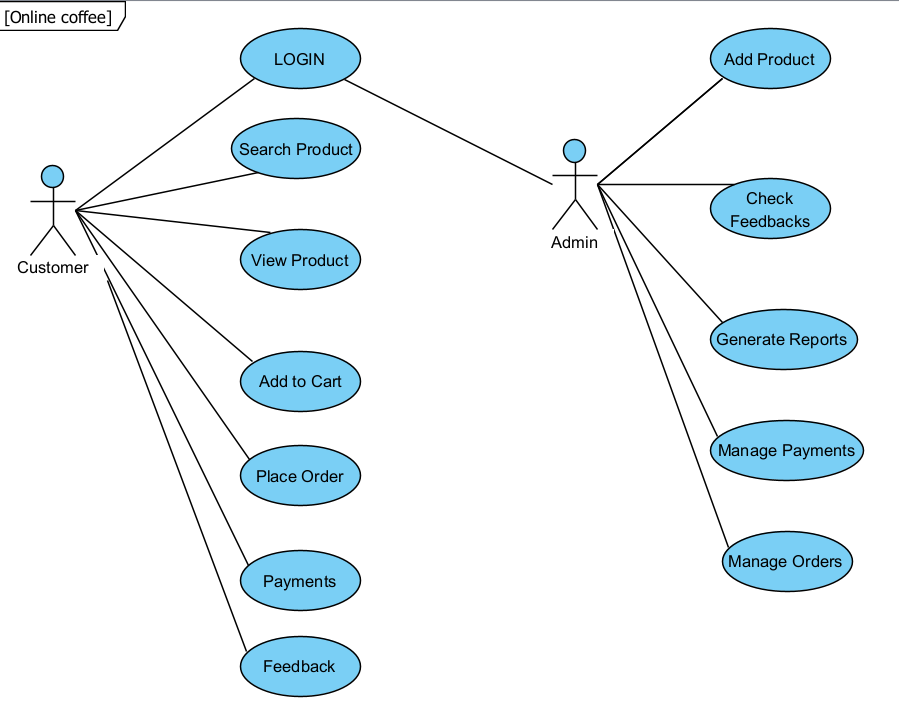 [Online coffee]
LOGIN
Search Product
View Product
Customer
Add to Cart
Place Order
Payments
Feedback
Add Product
Admin
Check
Feedbacks
Generate Reports
Manage Payments
Manage Orders